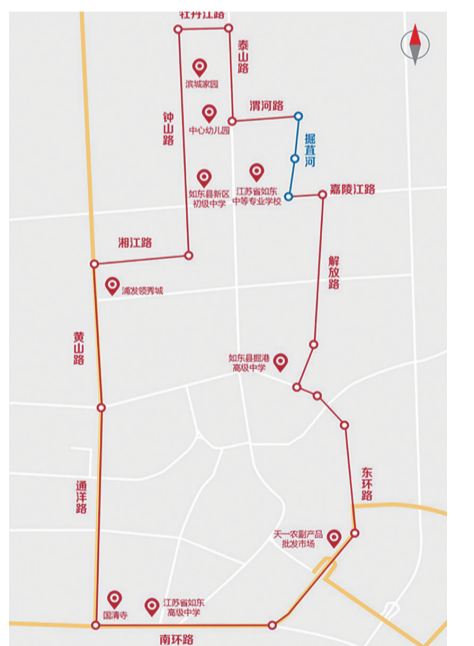 牡丹江路
泰山路
滨城家园
渭河路
钟山路
中心幼儿园
掘苴河
如东县新区
初级中学
江苏省如东
中等专业学校
嘉陵江路
湘江路
解放路
浦发领秀城
黄山路
如东县掘港
高级中学
东环路
通洋路
天一农副产品
批发市场
国清寺
江苏省如东
高级中学
南环路